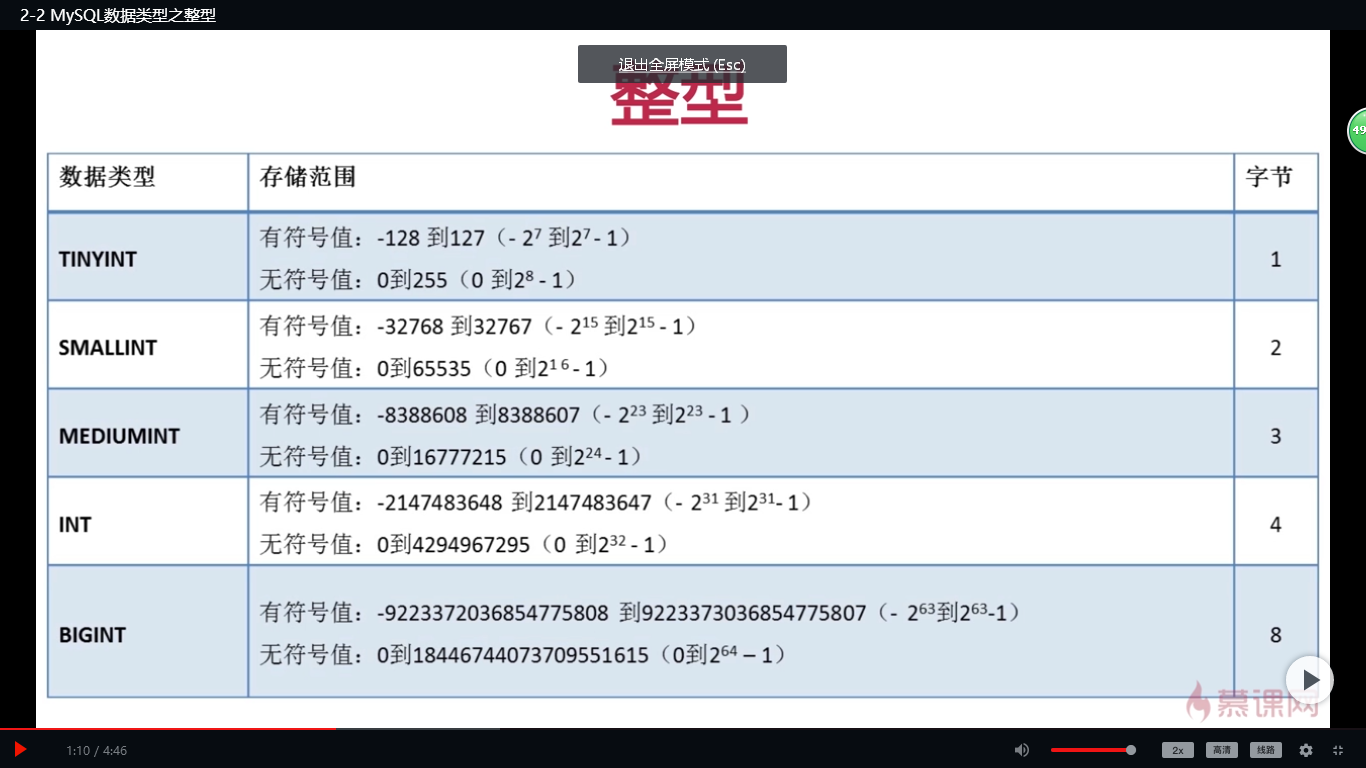 2-2 MySQL数据类型之整型
退出全屏模式 (Esc)
整型
49
数据类型 存储范围 字节
TINYINT
有符号值：-128 到127（- 2⁷ 到2⁷- 1）
无符号值：0到255（0 到2⁸ - 1）
1
SMALLINT
有符号值：-32768 到32767（- 2¹⁵ 到2¹⁵ - 1）
无符号值：0到65535（0 到2¹⁶- 1）
2
MEDIUMINT
有符号值：-8388608 到8388607（- 2²³ 到2²³ - 1 ）
无符号值：0到16777215（0 到2²⁴- 1）
3
INT
有符号值：-2147483648 到2147483647（- 2³¹ 到2³¹- 1）
无符号值：0到4294967295（0 到2³² - 1）
4
BIGINT
有符号值：-9223372036854775808 到9223373036854775807（- 2⁶³到2⁶³-1）
无符号值：0到18446744073709551615（0到2⁶⁴ – 1）
8
慕课网
1:10 / 4:46
2x
高清
线路